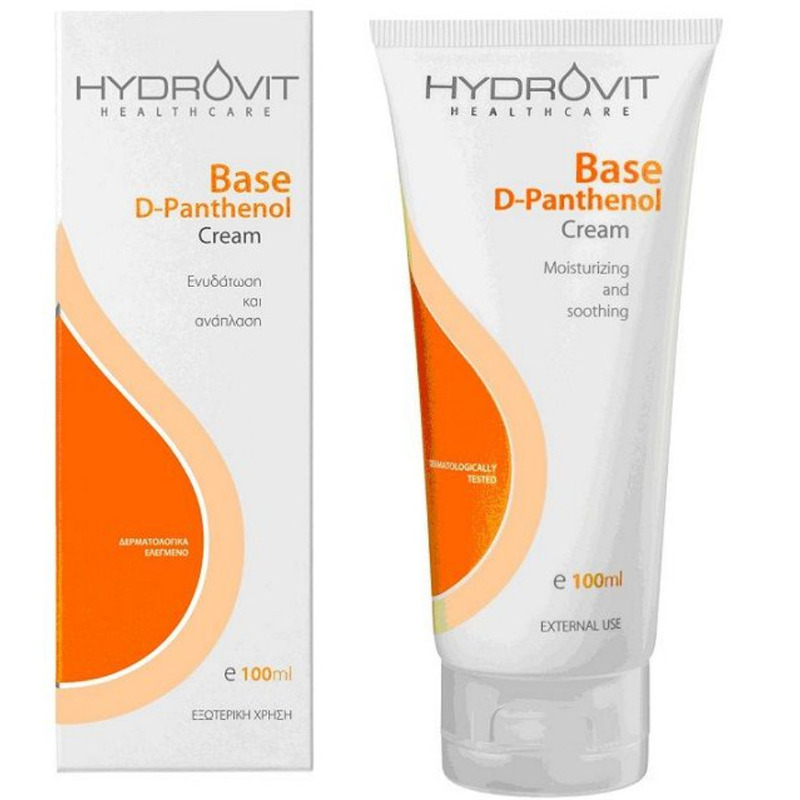 HYDROVIT
HEALTHCARE
Base
D-Panthenol
Cream
Ενυδάτωση
και
ανάπλαση
ΔΕΡΜΑΤΟΛΟΓΙΚΑ
ΕΛΕΓΜΕΝΟ
e 100ml
ΕΞΩΤΕΡΙΚΗ ΧΡΗΣΗ
HYDROVIT
HEALTHCARE
Base
D-Panthenol
Cream
Moisturizing
and
soothing
DERMATOLOGICALLY
TESTED
e 100ml
EXTERNAL USE